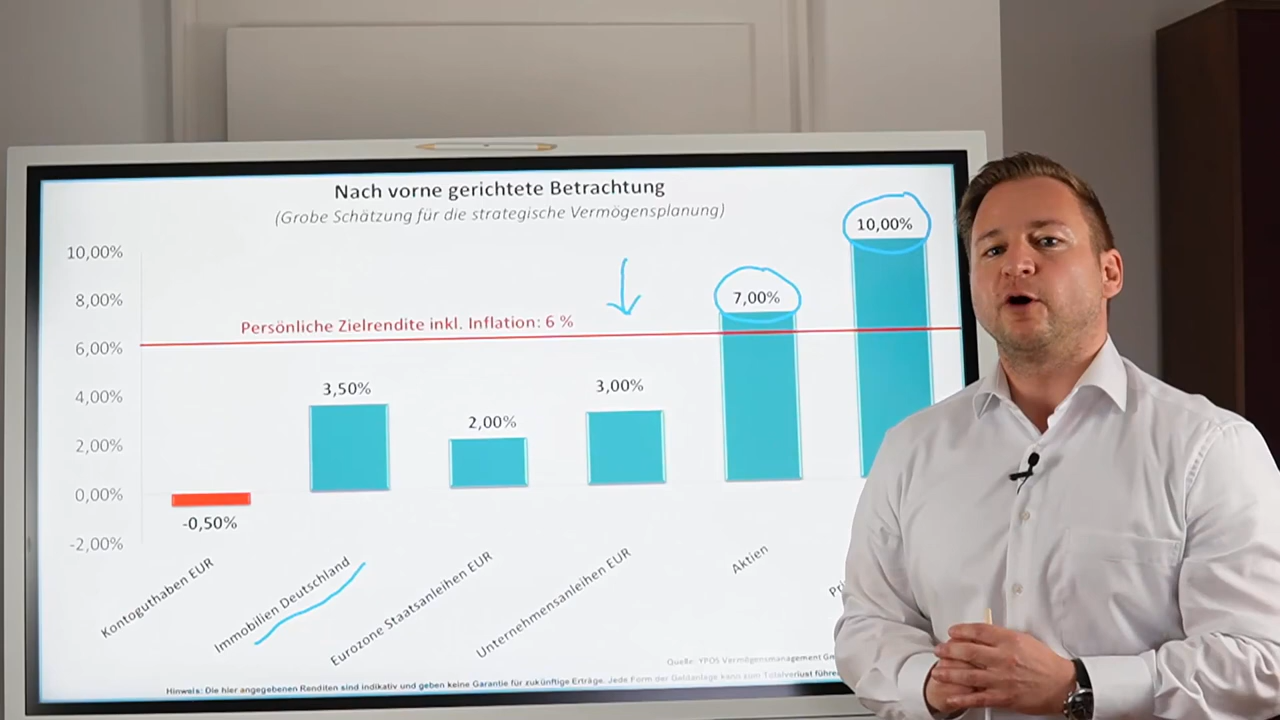 Nach vorne gerichtete Betrachtung
(Grobe Schätzung für die strategische Vermögensplanung)
10,00%
8,00%
6,00%
4,00%
2,00%
0,00%
-2,00%
Persönliche Zielrendite inkl. Inflation: 6 %
-0,50%
3,50%
2,00%
3,00%
7,00%
10,00%
Kontoguthaben EUR
Immobilien Deutschland
Eurozone Staatsanleihen EUR
Unternehmensanleihen EUR
Aktien
Quelle: YPOS Vermögensmanagement
Hinweis: Die hier angegebenen Renditen sind indikativ und geben keine Garantie für zukünftige Erträge. Jede Form der Geldanlage kann zum Totalverlust